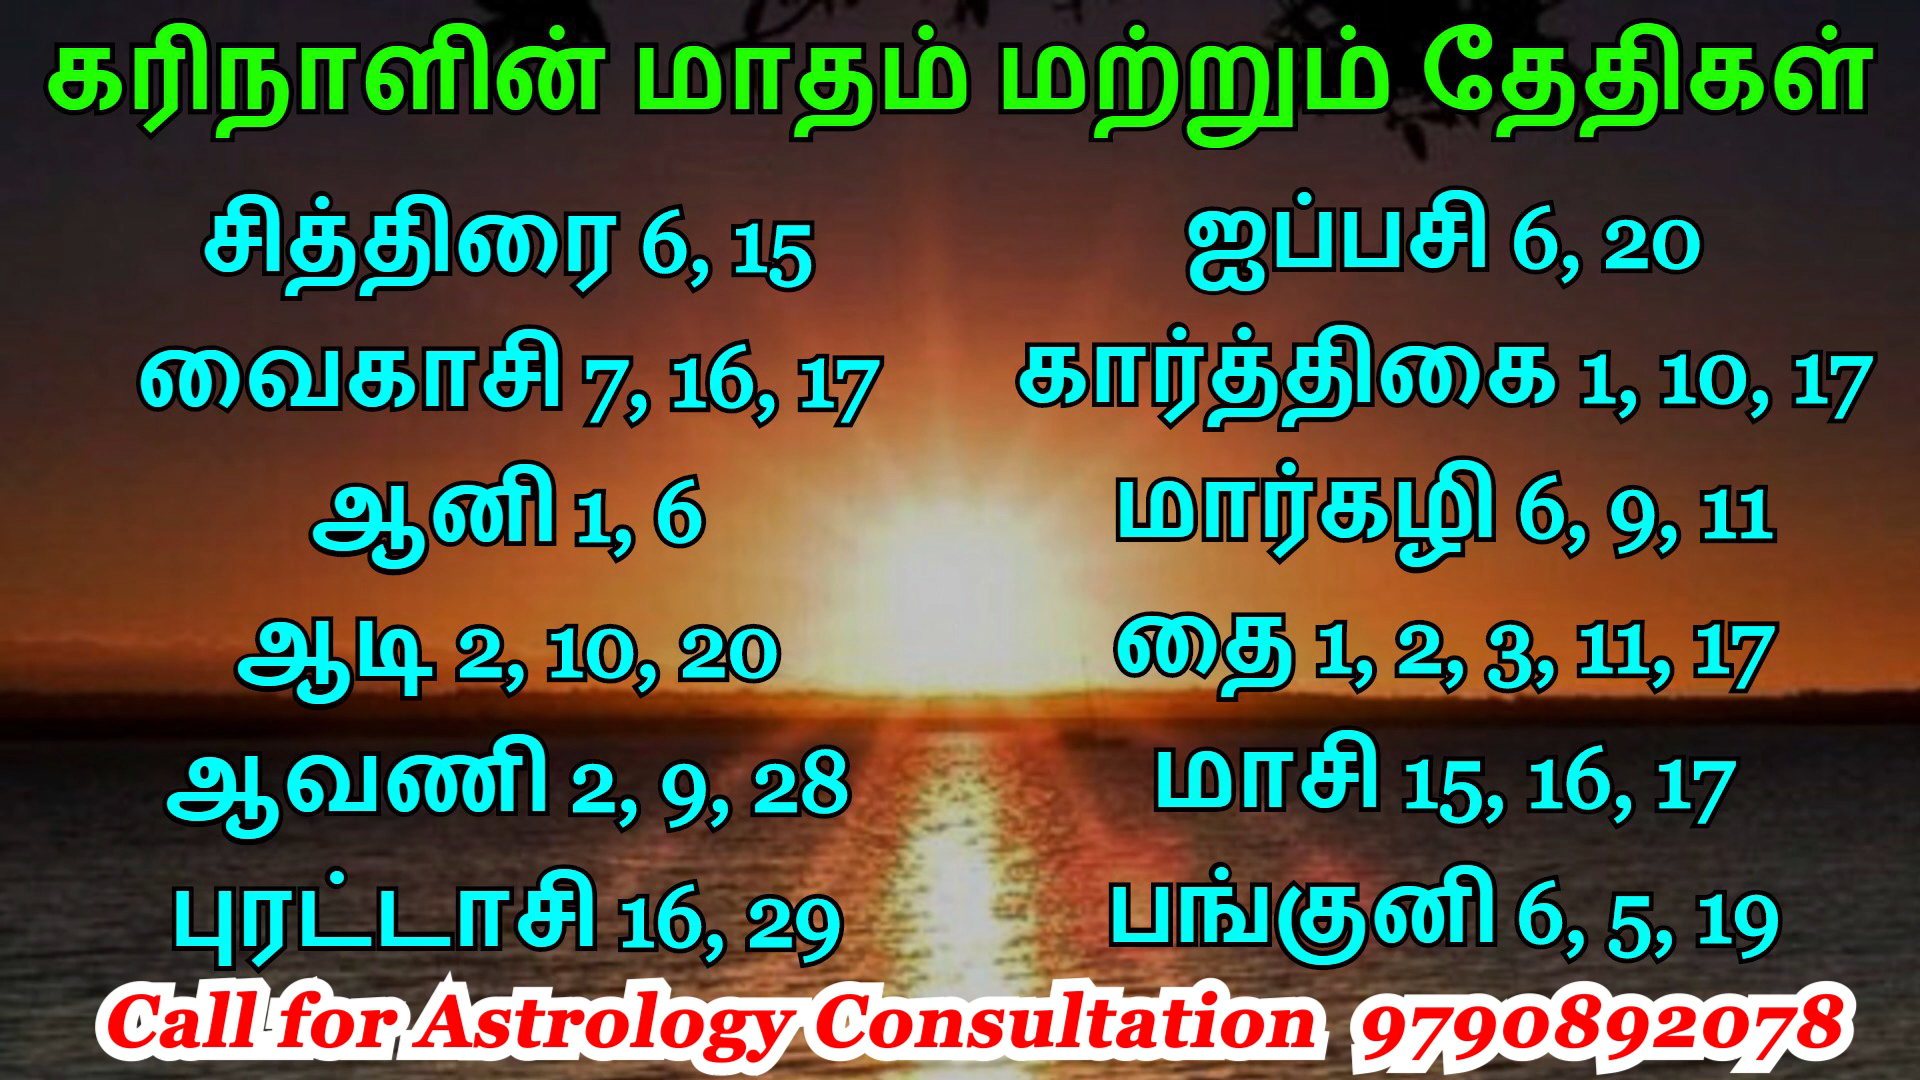 கரிநாளின் மாதம் மற்றும் தேதிகள்
சித்திரை 6, 15
வைகாசி 7, 16, 17
ஆனி 1, 6
ஆடி 2, 10, 20
ஆவணி 2, 9, 28
புரட்டாசி 16, 29
ஐப்பசி 6, 20
கார்த்திகை 1, 10, 17
மார்கழி 6, 9, 11
தை 1, 2, 3, 11, 17
மாசி 15, 16, 17
பங்குனி 6, 5, 19
Call for Astrology Consultation 9790892078